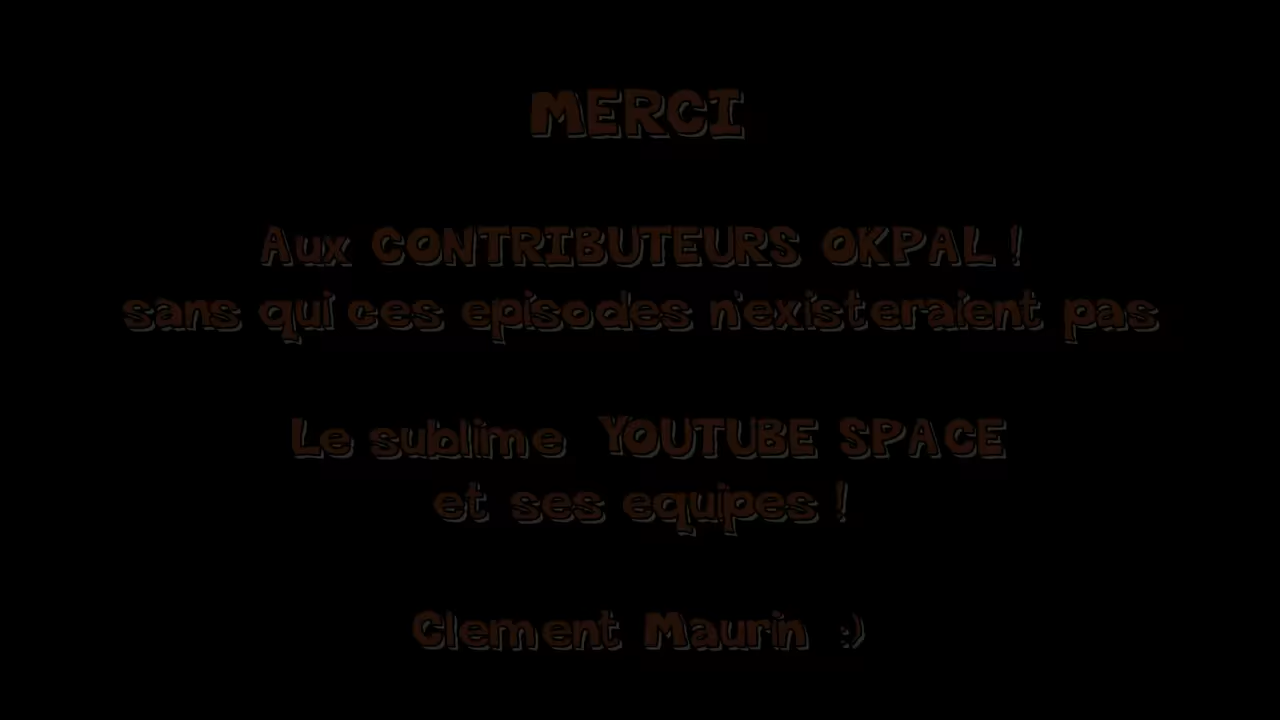 MERCI
Aux CONTRIBUTEURS OKPAL !
sans qui ces episodes n'existeraient pas
Le sublime YOUTUBE SPACE
et ses equipes !
Clement Maurin :)